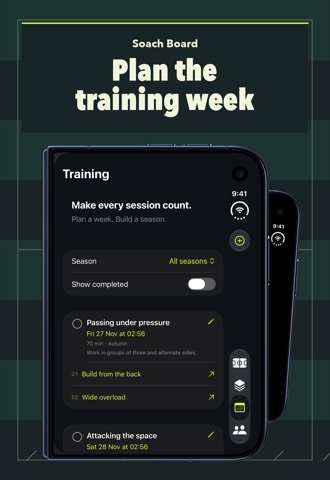 Soach Board
Plan the
training week
Training
9:41
Make every session count.
Plan a week. Build a season.
9:41
Season
All seasons
Show completed
Passing under pressure
Fri 27 Nov at 02:56
70 min · Autumn
Work in groups of three and alternate sides.
01 Build from the back
02 Wide overload
Attacking the space
Sat 28 Nov at 02:56